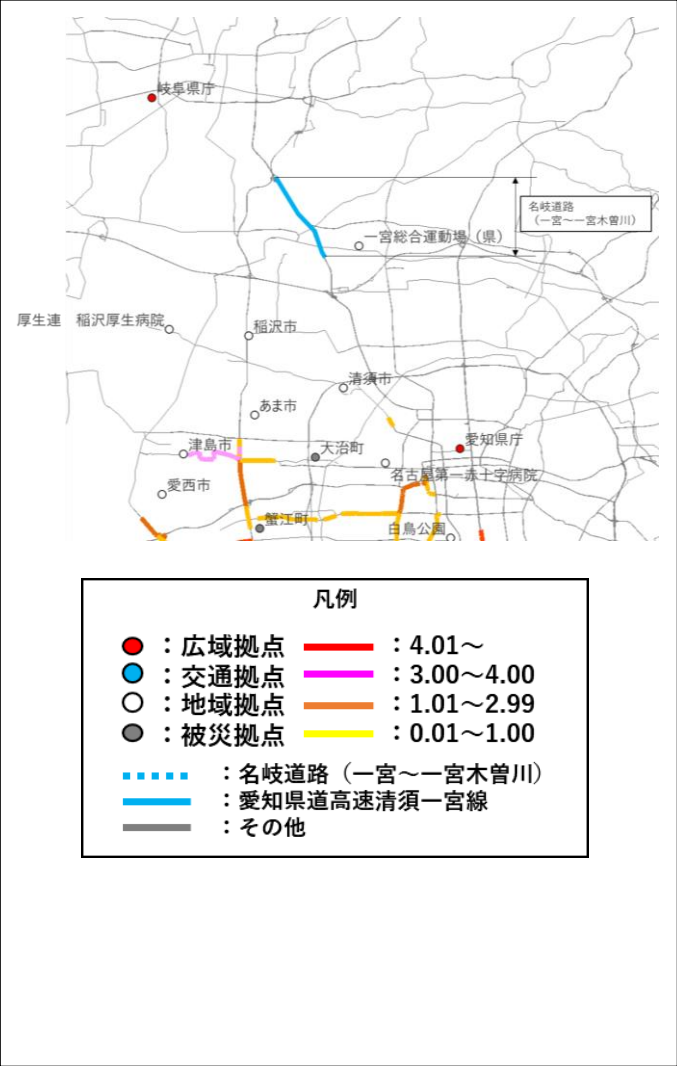 岐阜県庁
名岐道路
(一宮～一宮木曽川)
一宮総合運動場(県)
厚生連　稲沢厚生病院
稲沢市
清須市
あま市
津島市
大治町
愛知県庁
名古屋第一赤十字病院
愛西市
蟹江町
白鳥公園
凡例
：広域拠点
：4.01～
：交通拠点
：3.00～4.00
：地域拠点
：1.01～2.99
：被災拠点
：0.01～1.00
：名岐道路（一宮～一宮木曽川）
：愛知県道高速清須一宮線
：その他